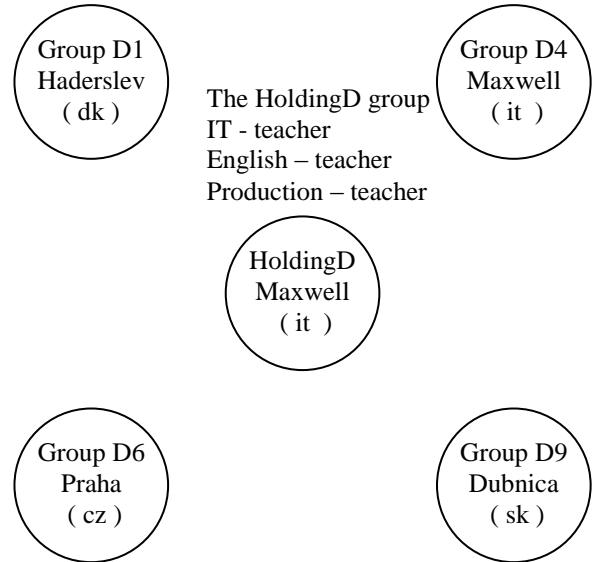 Group D1
Haderslev
( dk )
Group D4
Maxwell
( it  )
The HoldingD group
IT - teacher
English – teacher
Production – teacher
HoldingD
Maxwell
( it  )
Group D6
Praha
( cz )
Group D9
Dubnica
( sk )